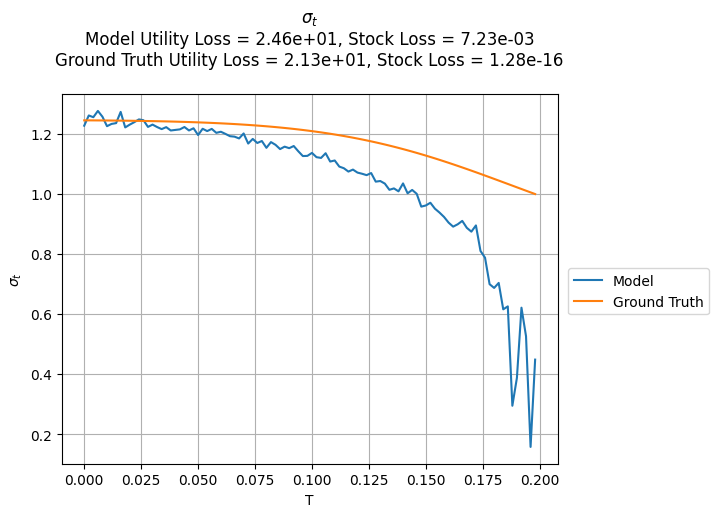 σₜ
Model Utility Loss = 2.46e+01, Stock Loss = 7.23e-03
Ground Truth Utility Loss = 2.13e+01, Stock Loss = 1.28e-16
1.2
1.0
0.8
0.6
0.4
0.2
σₜ
0.000 0.025 0.050 0.075 0.100 0.125 0.150 0.175 0.200
T
Model
Ground Truth